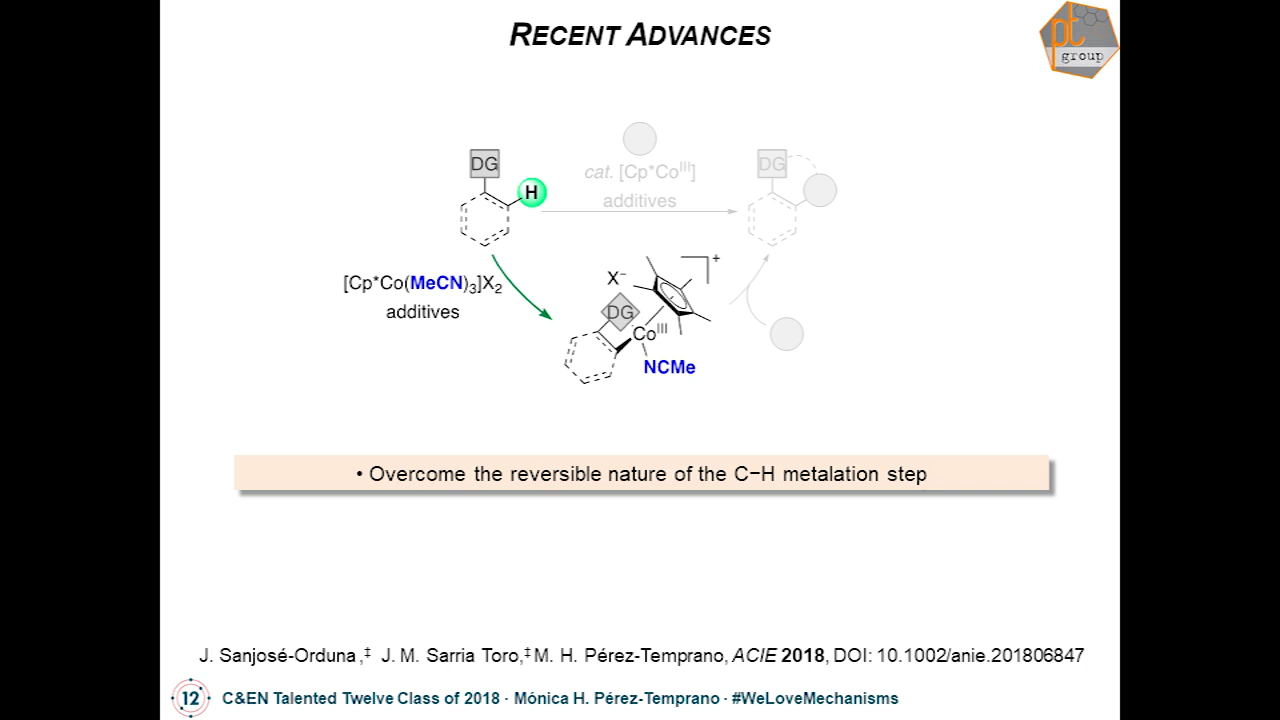 RECENT ADVANCES
pt
group
DG
H
cat. [Cp*Coᴵᴵᴵ]
additives
DG
[Cp*Co(MeCN)₃]X₂
additives
X⁻
+
DG
Coᴵᴵᴵ
NCMe
• Overcome the reversible nature of the C−H metalation step
J. Sanjosé-Orduna,‡ J. M. Sarria Toro,‡ M. H. Pérez-Temprano, ACIE 2018, DOI: 10.1002/anie.201806847
12 C&EN Talented Twelve Class of 2018 · Mónica H. Pérez-Temprano · #WeLoveMechanisms